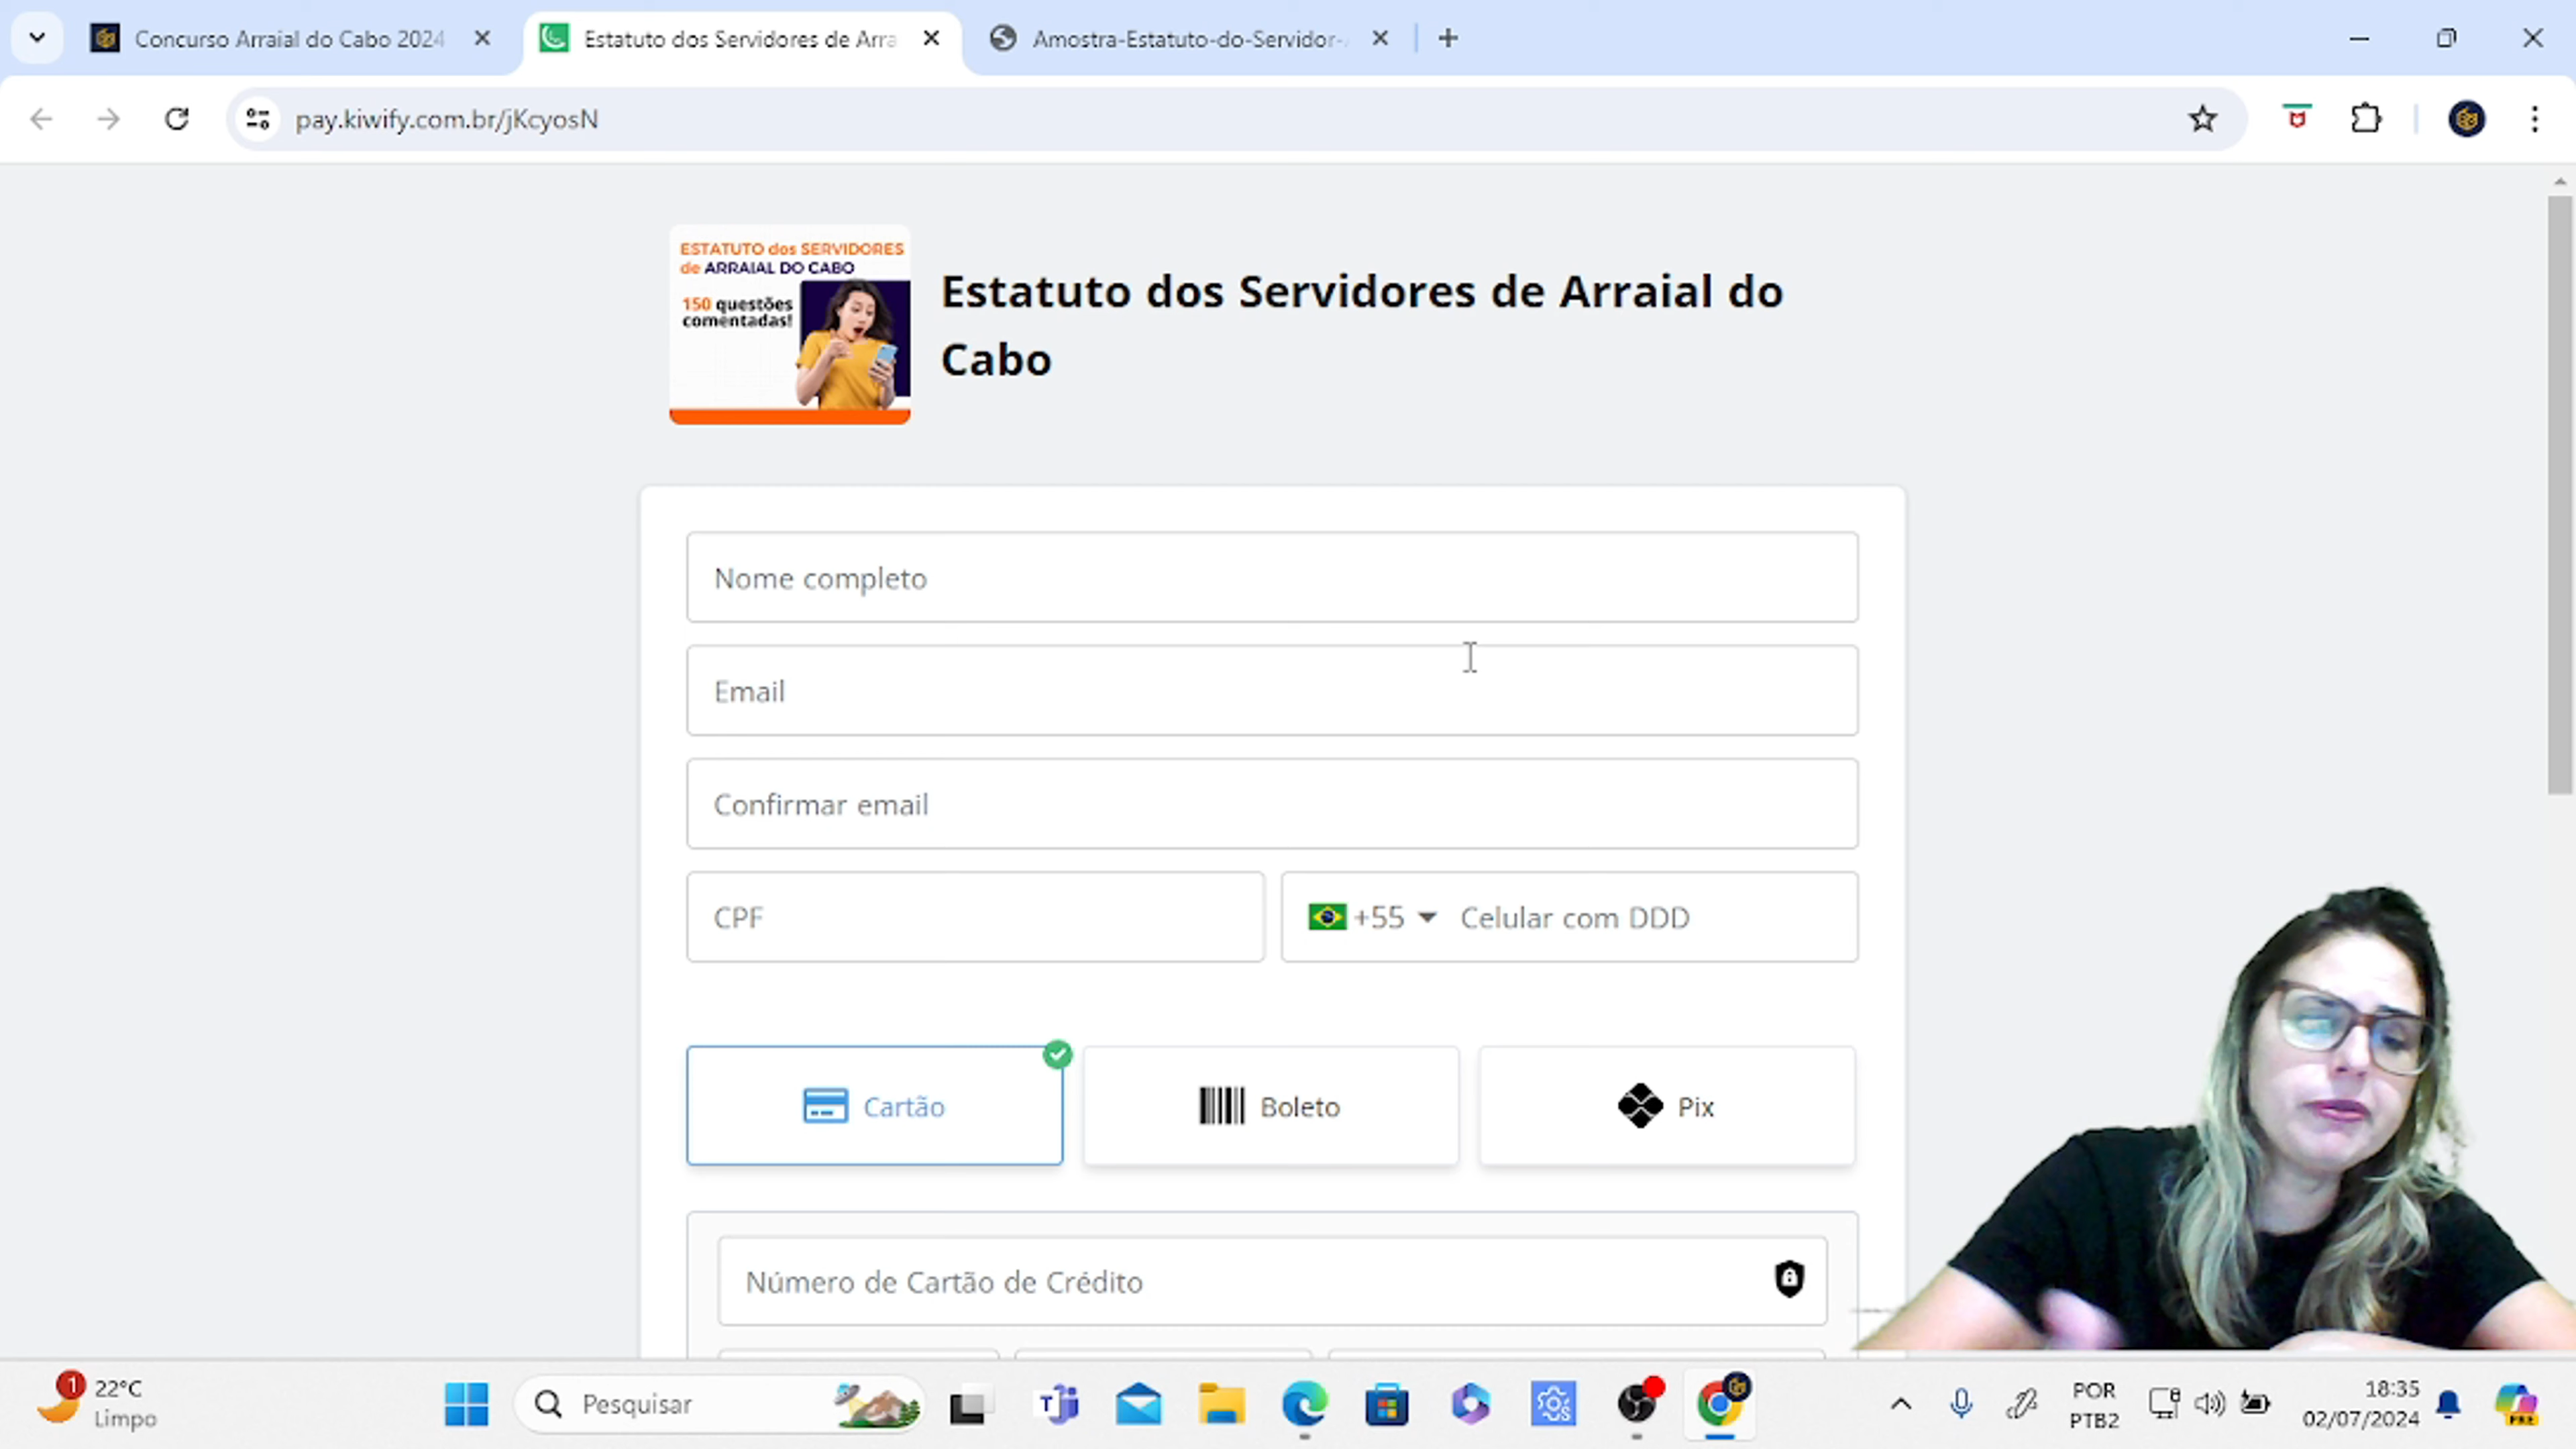 Concurso Arraial do Cabo 2024
Estatuto dos Servidores de Arra
Amostra-Estatuto-do-Servidor-
pay.kiwify.com.br/jKcyosN
ESTATUTO dos SERVIDORES
de ARRAIAL DO CABO
150 questões
comentadas!
Estatuto dos Servidores de Arraial do
Cabo
Nome completo
Email
Confirmar email
CPF
+55 Celular com DDD
Cartão
Boleto
Pix
Número de Cartão de Crédito
1
22°C
Limpo
Pesquisar
POR
PTB2
18:35
02/07/2024
PRE